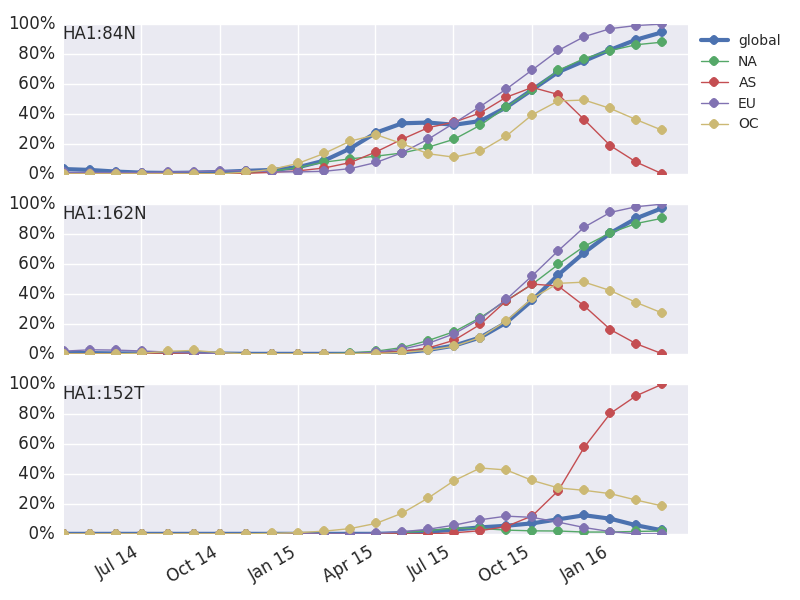 HA1:84N
100%
80%
60%
40%
20%
0%
global
NA
AS
EU
OC
HA1:162N
100%
80%
60%
40%
20%
0%
HA1:152T
100%
80%
60%
40%
20%
0%
Jul 14 Oct 14 Jan 15 Apr 15 Jul 15 Oct 15 Jan 16